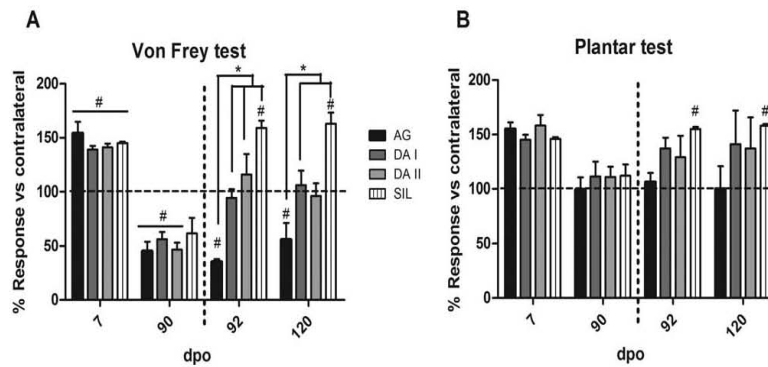 A
Von Frey test
% Response vs contralateral
200
150
100
50
0
#
#
*
#
#
*
#
#
7
90
92
120
dpo
AG
DA I
DA II
SIL
B
Plantar test
% Response vs contralateral
200
150
100
50
0
#
#
7
90
92
120
dpo